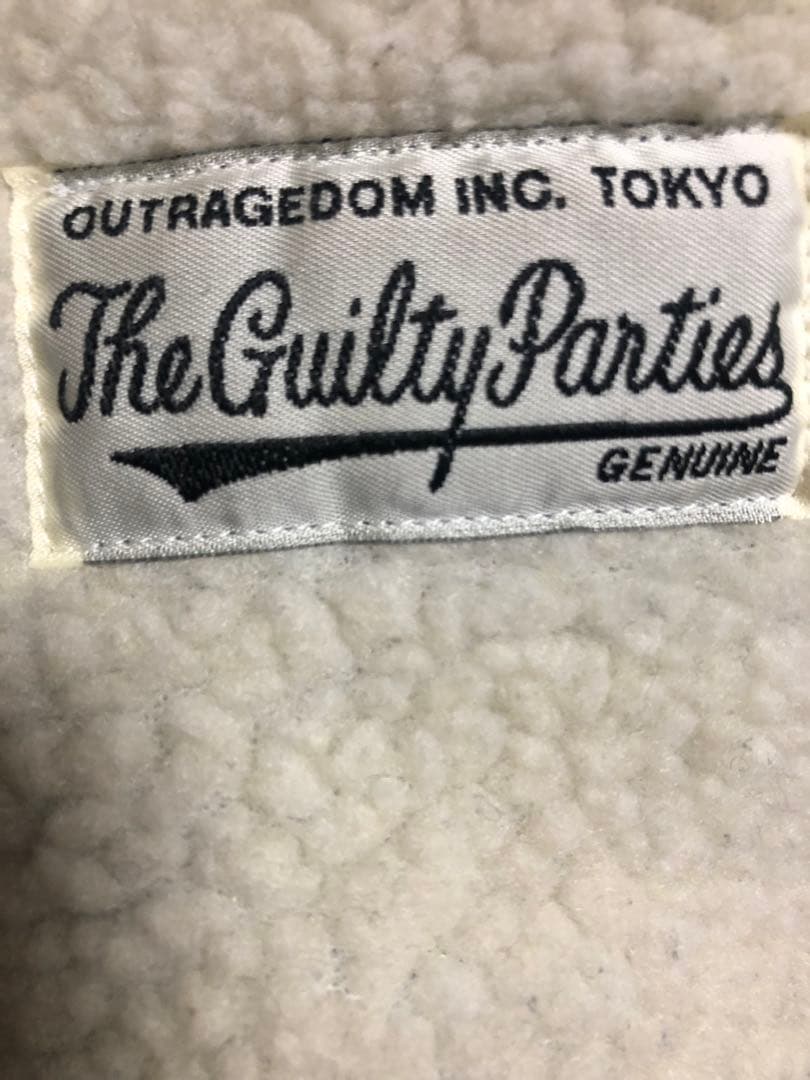 OUTRAGEDOM INC. TOKYO
The Guilty Parties
GENUINE